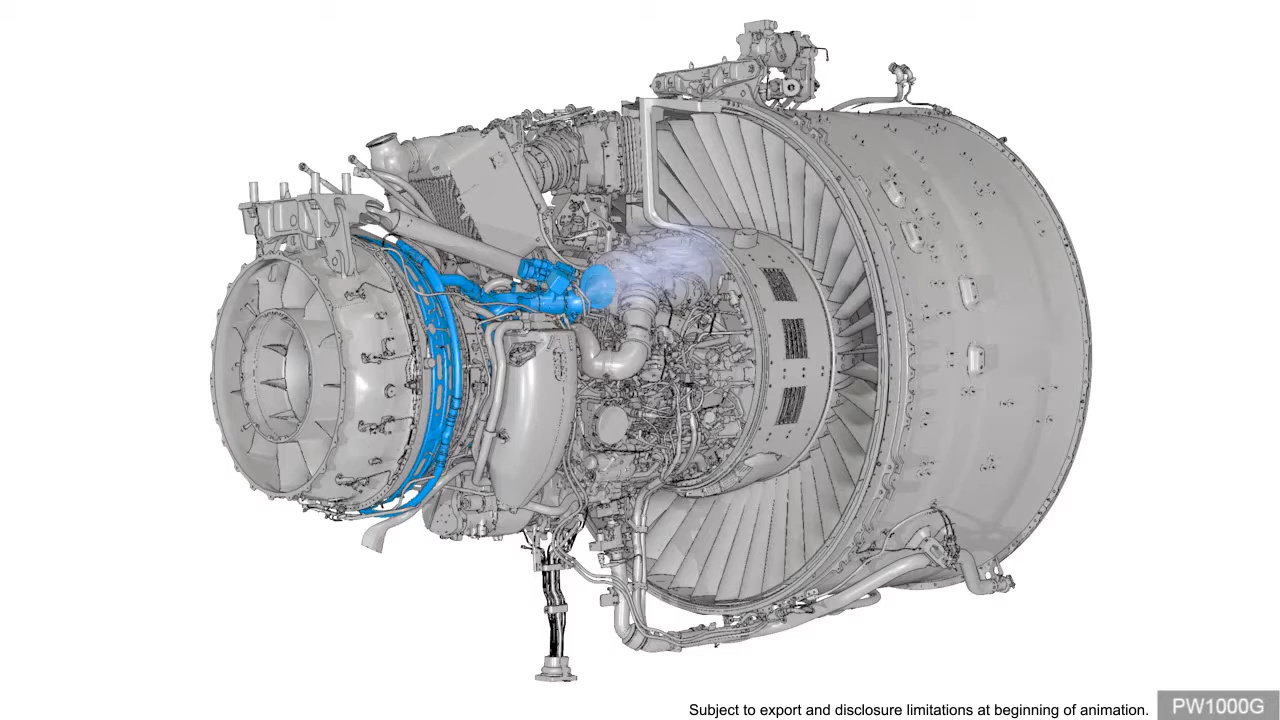 Subject to export and disclosure limitations at beginning of animation.
PW1000G